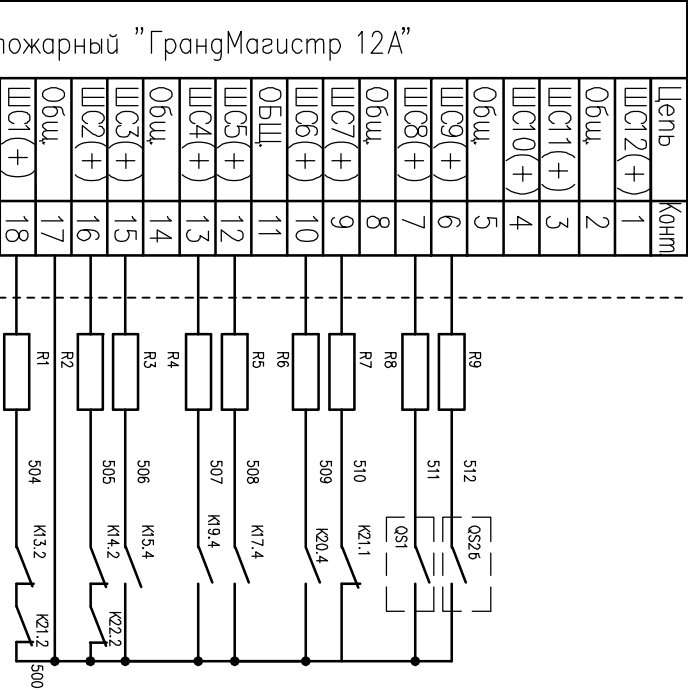 пожарный "ГрандМагистр 12А"
ШС1(+)
Общ.
ШС2(+)
ШС3(+)
Общ.
ШС4(+)
ШС5(+)
ОБЩ.
ШС6(+)
ШС7(+)
Общ.
ШС8(+)
ШС9(+)
Общ.
ШС10(+)
ШС11(+)
Общ.
ШС12(+)
Цепь
18
17
16
15
14
13
12
11
10
9
8
7
6
5
4
3
2
1
Конт
R1
R2
R3
R4
R5
R6
R7
R8
R9
504
505
506
507
508
509
510
511
512
K13.2
K14.2
K15.4
K19.4
K17.4
K20.4
K21.1
QS1
QS2б
K21.2
K22.2
500